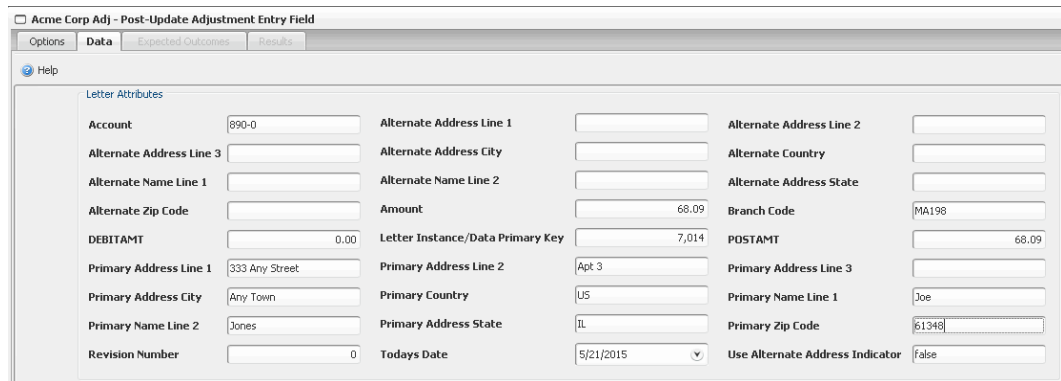 Acme Corp Adj - Post-Update Adjustment Entry Field
Options Data Expected Outcomes Results
Help
Letter Attributes
Account 890-0 Alternate Address Line 1 Alternate Address Line 2
Alternate Address Line 3 Alternate Address City Alternate Country
Alternate Name Line 1 Alternate Name Line 2 Alternate Address State
Alternate Zip Code Amount 68.09 Branch Code MA198
DEBITAMT 0.00 Letter Instance/Data Primary Key 7,014 POSTAMT 68.09
Primary Address Line 1 333 Any Street Primary Address Line 2 Apt 3 Primary Address Line 3
Primary Address City Any Town Primary Country US Primary Name Line 1 Joe
Primary Name Line 2 Jones Primary Address State IL Primary Zip Code 61348
Revision Number 0 Todays Date 5/21/2015 Use Alternate Address Indicator false